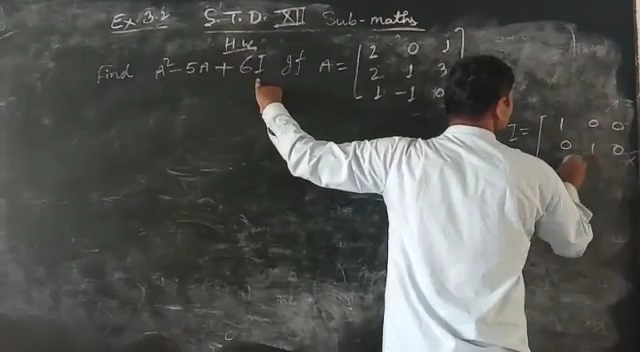 Ex 3.2 S.T.D. XII Sub-maths
H.W
Find A² - 5A + 6I If A = [ 2 0 1
2 1 3
1 -1 0 ]
I = [ 1 0 0
0 1 0